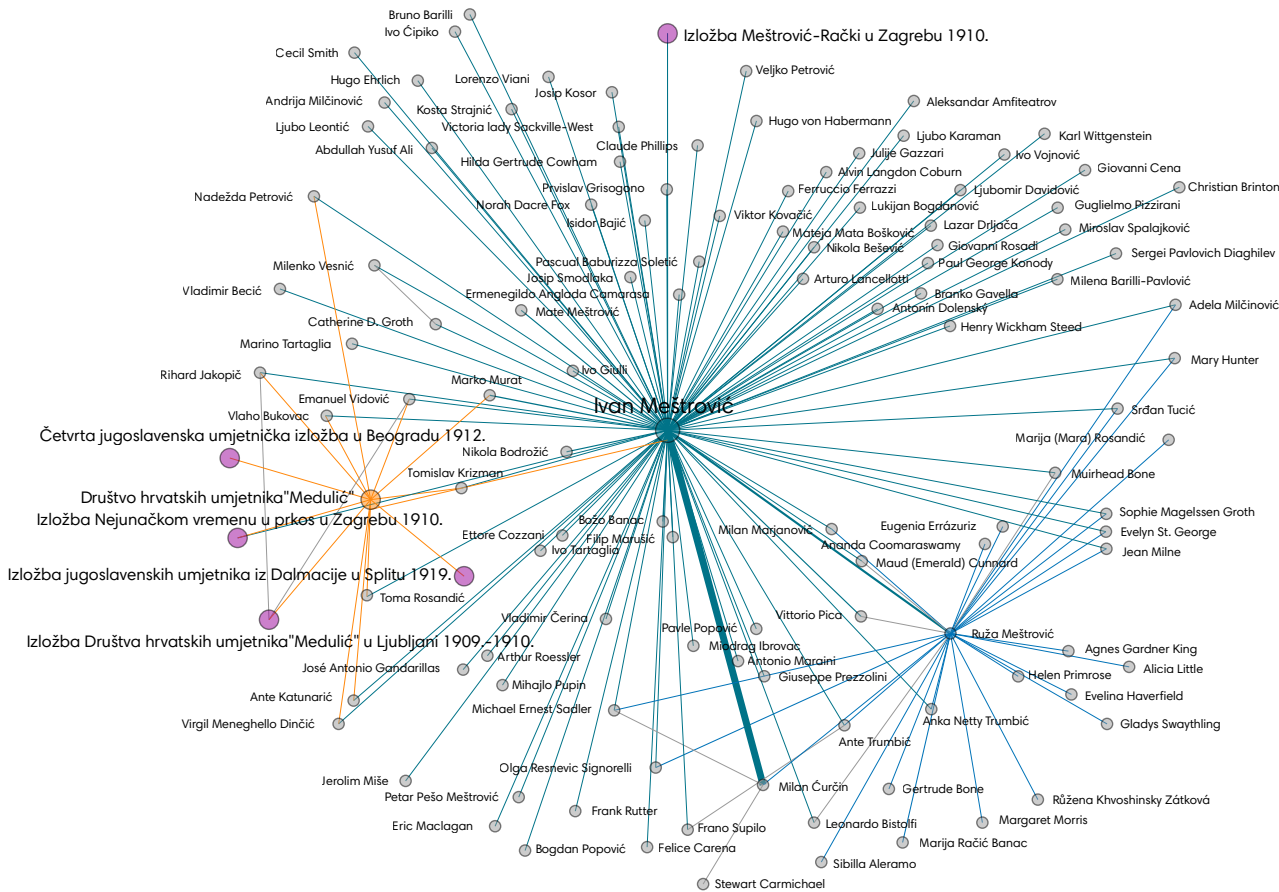 Bruno Barilli
Ivo Ćipiko
Izložba Meštrović-Rački u Zagrebu 1910.
Cecil Smith
Hugo Ehrlich
Lorenzo Viani
Veljko Petrović
Josip Kosor
Andrija Milčinović
Kosta Strajnić
Aleksandar Amfiteatrov
Ljubo Leontić
Victoria lady Sackville-West
Hugo von Habermann
Ljubo Karaman
Karl Wittgenstein
Abdullah Yusuf Ali
Claude Phillips
Julije Gazzari
Ivo Vojnović
Hilda Gertrude Cowham
Alvin Langdon Coburn
Giovanni Cena
Nadežda Petrović
Prvislav Grisogono
Ferruccio Ferrazzi
Ljubomir Davidović
Christian Brinton
Norah Dacre Fox
Lukijan Bogdanović
Guglielmo Pizzirani
Isidor Bajić
Viktor Kovačić
Mateja Mata Bošković
Lazar Drljača
Miroslav Spalajković
Milenko Vesnić
Pascual Baburizza Soletić
Nikola Bešević
Giovanni Rosadi
Sergei Pavlovich Diaghilev
Paul George Konody
Vladimir Becić
Josip Smodlaka
Arturo Lancellotti
Milena Barilli-Pavlović
Ermenegildo Anglada Camarasa
Branko Gavella
Adela Milčinović
Catherine D. Groth
Mate Meštrović
Antonin Dolenský
Henry Wickham Steed
Marino Tartaglia
Mary Hunter
Rihard Jakopič
Ivo Giulli
Marko Murat
Emanuel Vidović
Ivan Meštrović
Srđan Tucić
Vlaho Bukovac
Četvrta jugoslavenska umjetnička izložba u Beogradu 1912.
Marija (Mara) Rosandić
Nikola Bodrožić
Tomislav Krizman
Muirhead Bone
Društvo hrvatskih umjetnika"Medulić"
Izložba Nejunačkom vremenu u prkos u Zagrebu 1910.
Božo Banac
Milan Marjanović
Eugenia Errázuriz
Sophie Magelssen Groth
Ettore Cozzani
Filip Marušić
Ananda Coomaraswamy
Evelyn St. George
Ivo Tartaglia
Maud (Emerald) Cunnard
Jean Milne
Izložba jugoslavenskih umjetnika iz Dalmacije u Splitu 1919.
Toma Rosandić
Vladimir Čerina
Vittorio Pica
Izložba Društva hrvatskih umjetnika"Medulić" u Ljubljani 1909.-1910.
Pavle Popović
Ruža Meštrović
Miodrag Ibrovac
Agnes Gardner King
Arthur Roessler
Antonio Maraini
Alicia Little
José Antonio Gandarillas
Giuseppe Prezzolini
Helen Primrose
Mihajlo Pupin
Evelina Haverfield
Ante Katunarić
Michael Ernest Sadler
Virgil Meneghello Dinčić
Anka Netty Trumbić
Gladys Swaythling
Ante Trumbić
Olga Resnevic Signorelli
Jerolim Miše
Milan Ćurčin
Gertrude Bone
Petar Pešo Meštrović
Růžena Khvoshinsky Zátková
Frank Rutter
Eric Maclagan
Frano Supilo
Leonardo Bistolfi
Margaret Morris
Bogdan Popović
Felice Carena
Marija Račić Banac
Sibilla Aleramo
Stewart Carmichael